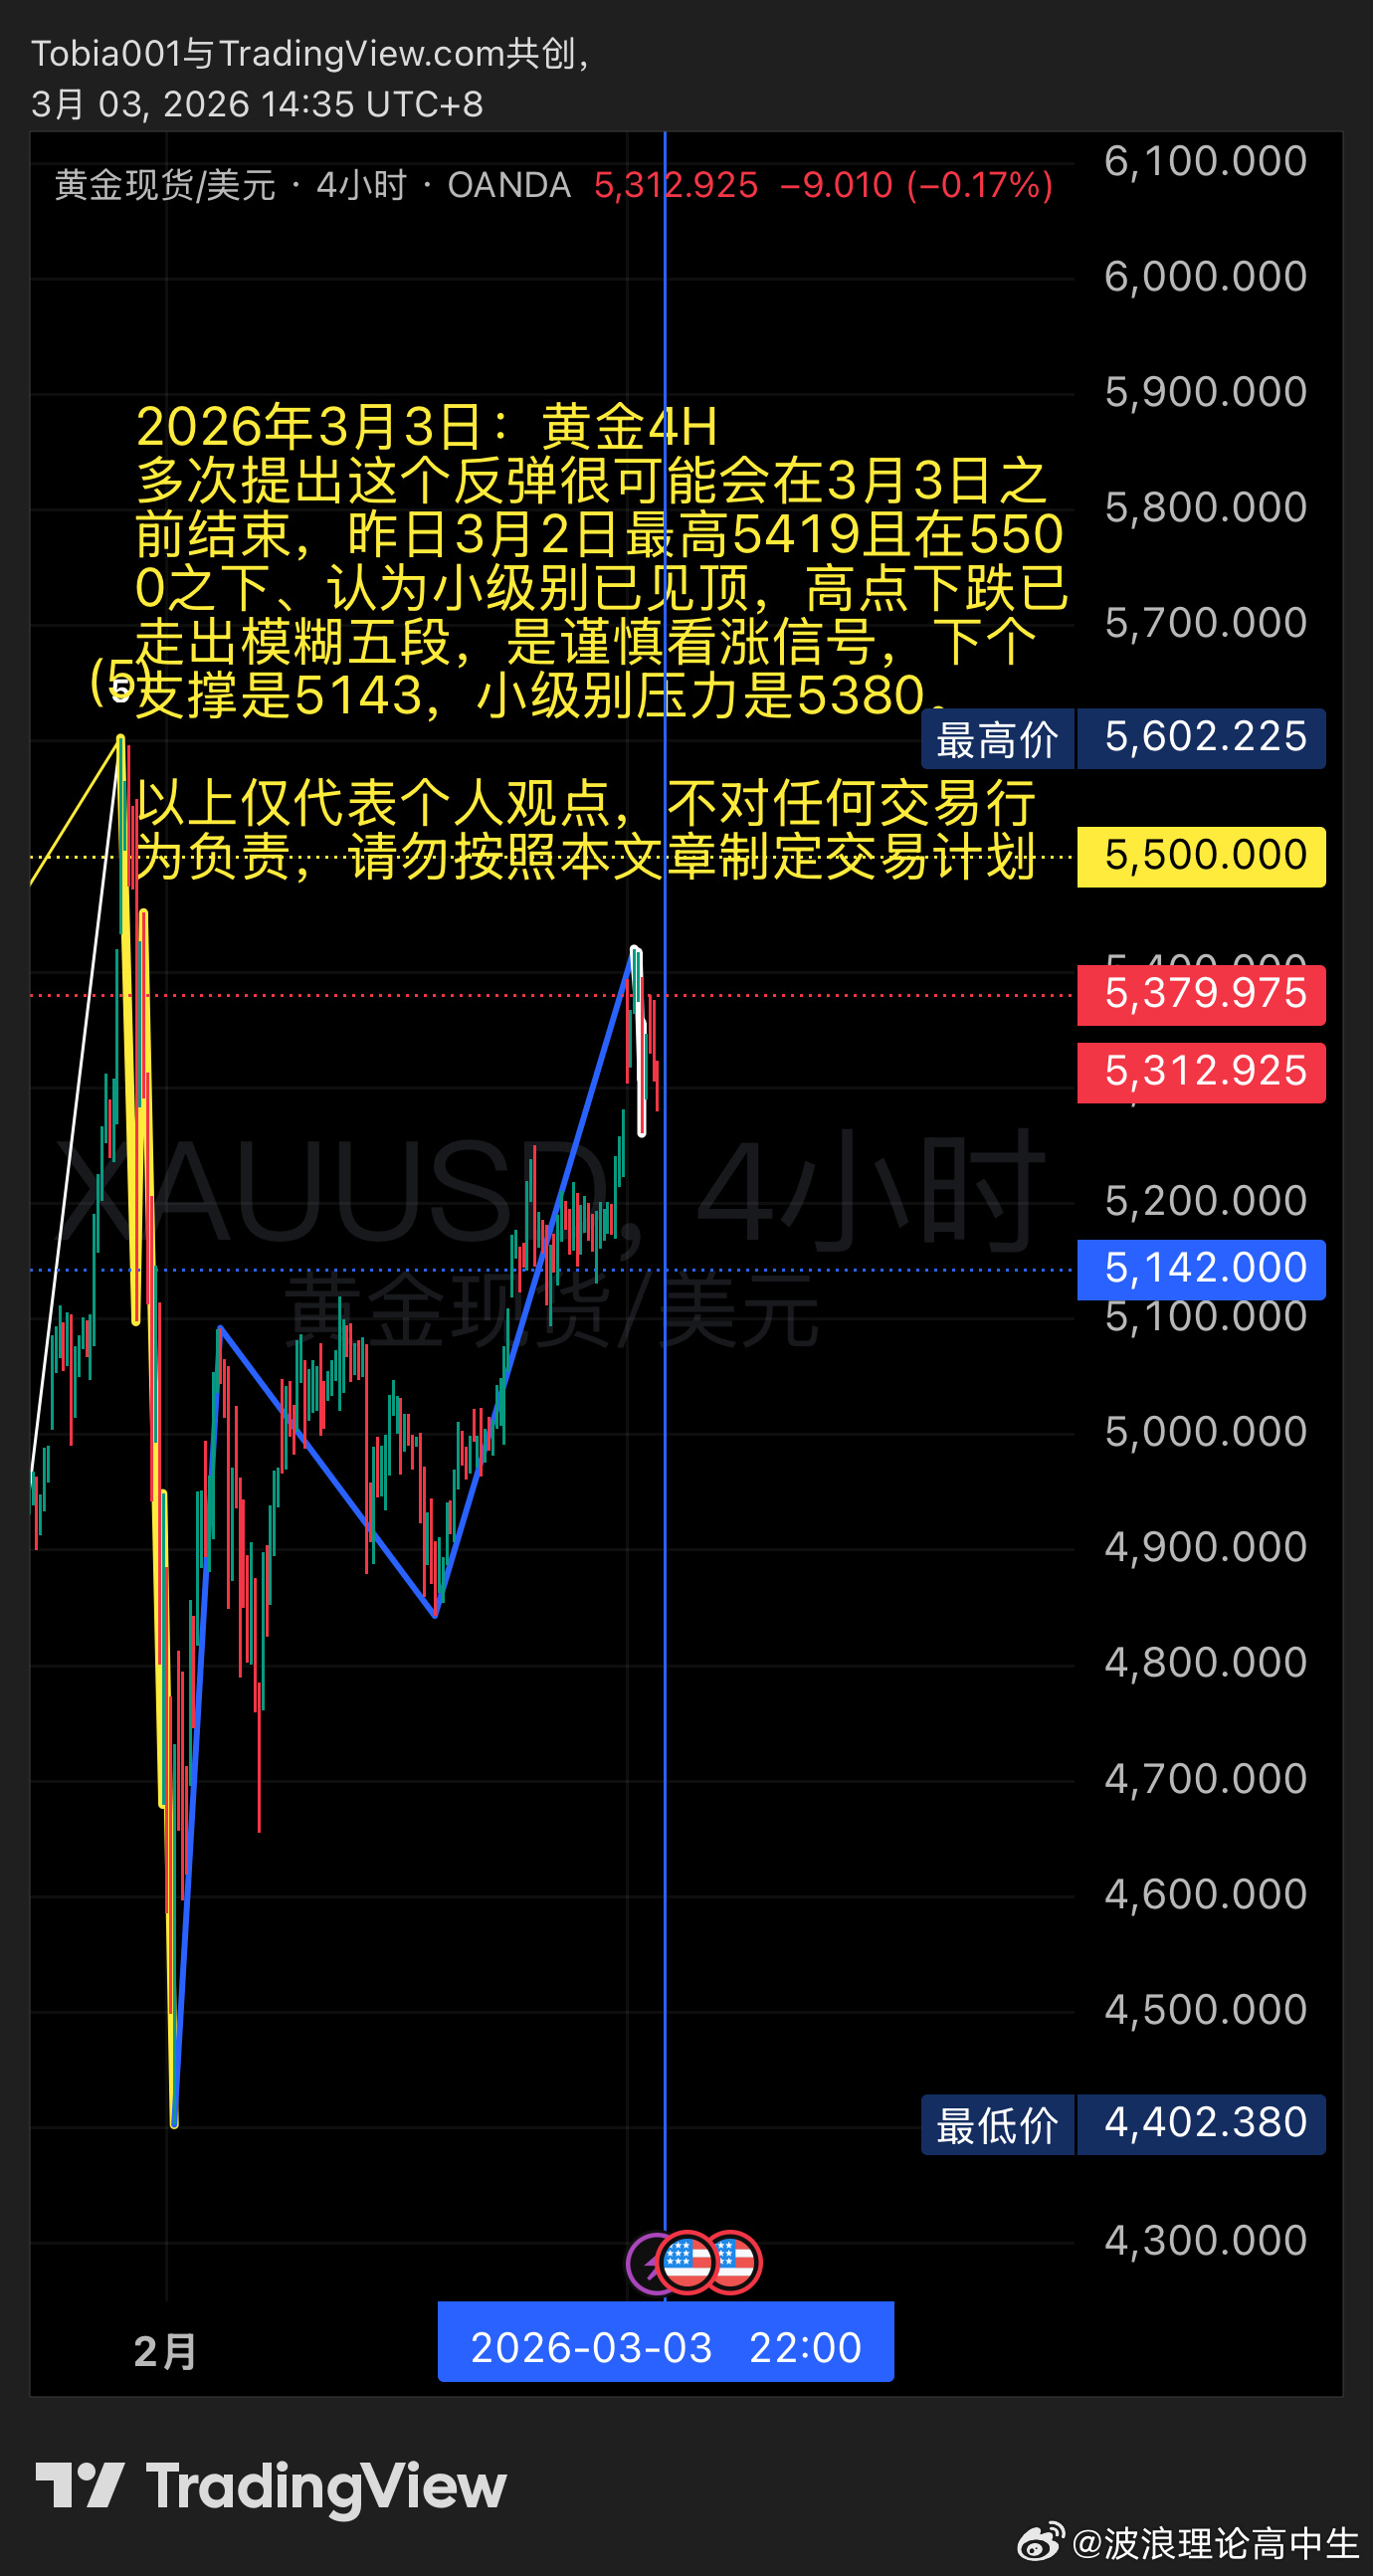 Tobia001与TradingView.com共创,
3月 03, 2026 14:35 UTC+8
黄金现货/美元 · 4小时 · OANDA 5,312.925 −9.010 (−0.17%)
6,100.000
6,000.000
5,900.000
2026年3月3日：黄金4H
多次提出这个反弹很可能会在3月3日之
前结束，昨日3月2日最高5419且在550
0之下、认为小级别已见顶，高点下跌已
走出模糊五段，是谨慎看涨信号，下个
支撑是5143，小级别压力是5380。
5,800.000
5,700.000
(5)
5
最高价 5,602.225
以上仅代表个人观点，不对任何交易行
为负责，请勿按照本文章制定交易计划
5,500.000
5,400.000
5,379.975
5,312.925
XAUUSD, 4小时
黄金现货/美元
5,200.000
5,142.000
5,100.000
5,000.000
4,900.000
4,800.000
4,700.000
4,600.000
4,500.000
最低价 4,402.380
4,300.000
2月
2026-03-03 22:00
TradingView
@波浪理论高中生